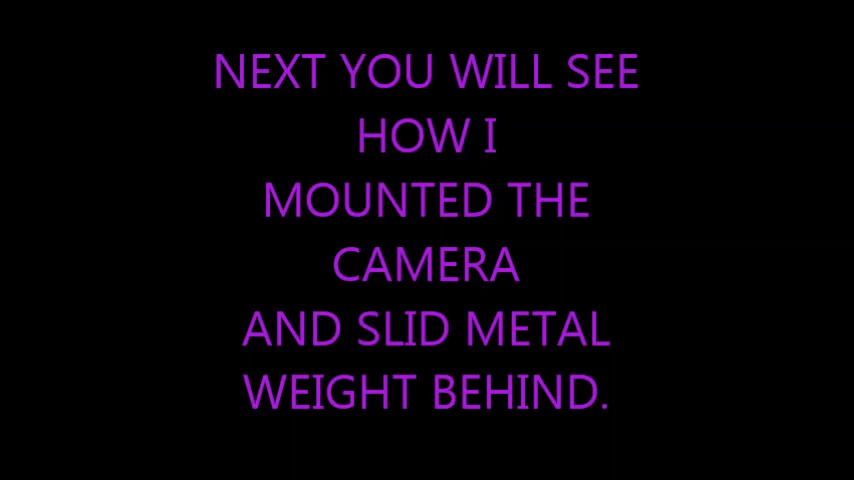 NEXT YOU WILL SEE
HOW I
MOUNTED THE
CAMERA
AND SLID METAL
WEIGHT BEHIND.